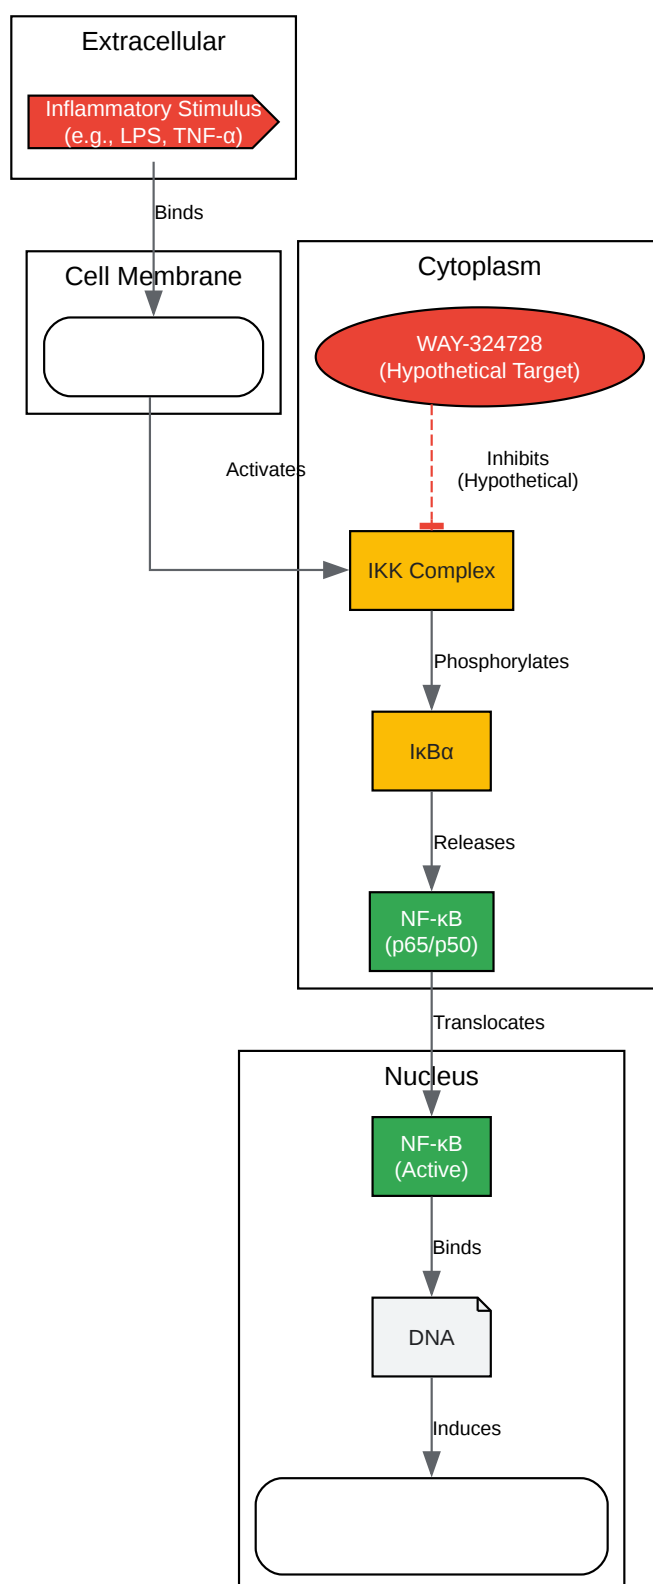 Extracellular
Inflammatory Stimulus
(e.g., LPS, TNF-α)
Binds
Cell Membrane
Cytoplasm
WAY-324728
(Hypothetical Target)
Activates
Inhibits
(Hypothetical)
IKK Complex
Phosphorylates
IκBα
Releases
NF-κB
(p65/p50)
Translocates
Nucleus
NF-κB
(Active)
Binds
DNA
Induces